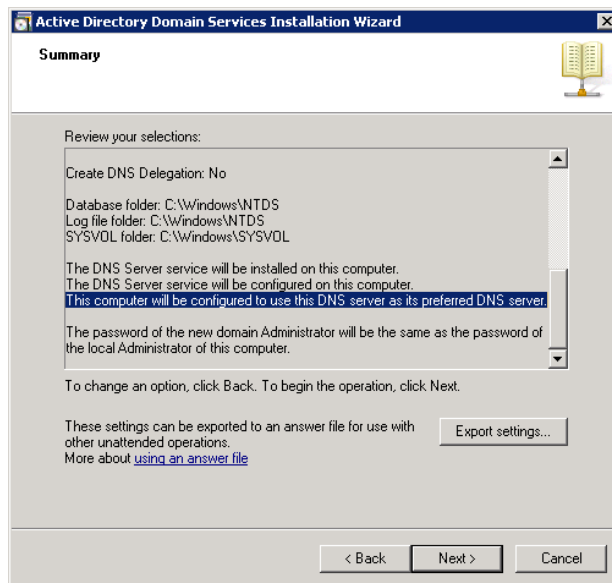 Active Directory Domain Services Installation Wizard
Summary
Review your selections:
Create DNS Delegation: No
Database folder: C:\Windows\NTDS
Log file folder: C:\Windows\NTDS
SYSVOL folder: C:\Windows\SYSVOL
The DNS Server service will be installed on this computer.
The DNS Server service will be configured on this computer.
This computer will be configured to use this DNS server as its preferred DNS server.
The password of the new domain Administrator will be the same as the password of
the local Administrator of this computer.
To change an option, click Back. To begin the operation, click Next.
These settings can be exported to an answer file for use with
other unattended operations.
More about using an answer file
Export settings...
< Back
Next >
Cancel